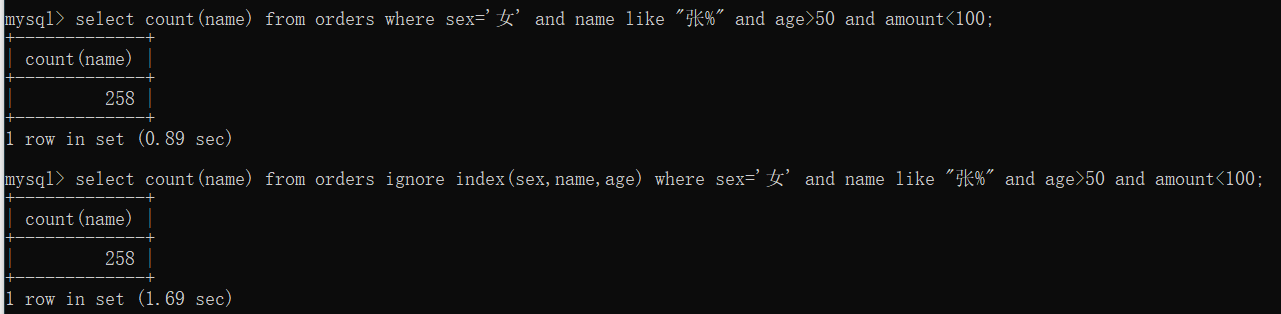 mysql> select count(name) from orders where sex='女' and name like "张%" and age>50 and amount<100;
+-------------+
| count(name) |
+-------------+
|         258 |
+-------------+
1 row in set (0.89 sec)
mysql> select count(name) from orders ignore index(sex,name,age) where sex='女' and name like "张%" and age>50 and amount<100;
+-------------+
| count(name) |
+-------------+
|         258 |
+-------------+
1 row in set (1.69 sec)